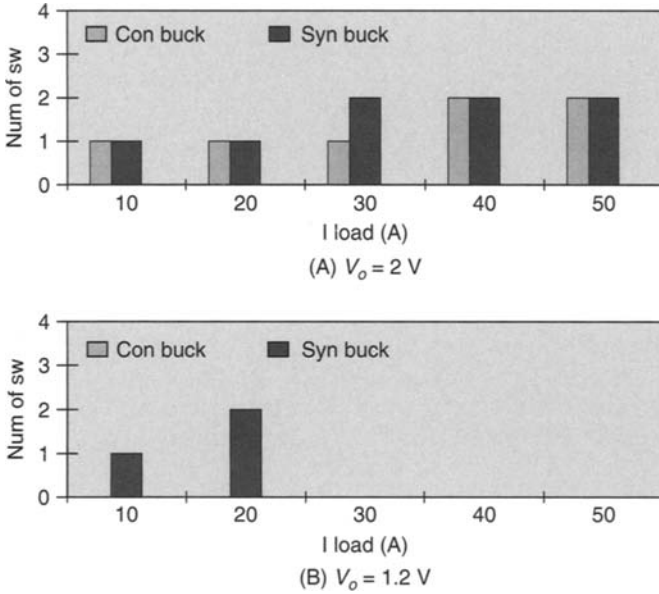 4
Con buck Syn buck
3
2
1
0
Num of sw
10 20 30 40 50
I load (A)
(A) Vo = 2 V
4
Con buck Syn buck
3
2
1
0
Num of sw
10 20 30 40 50
I load (A)
(B) Vo = 1.2 V